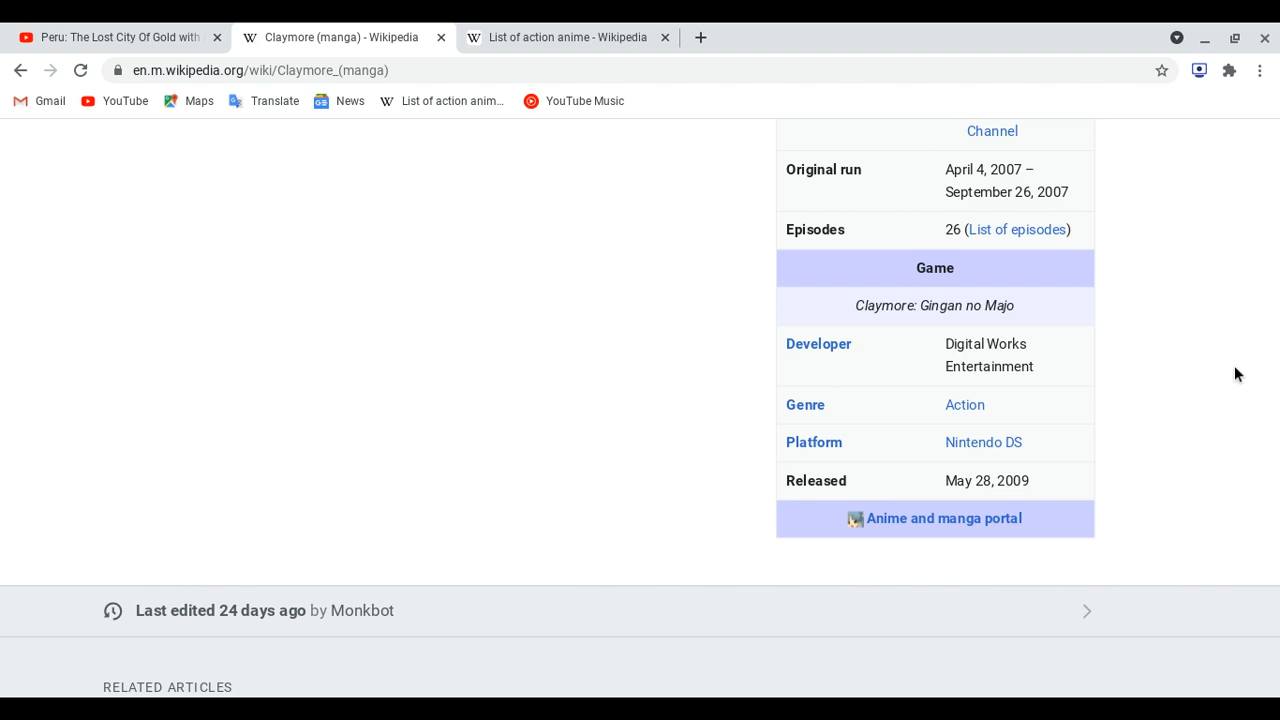 Peru: The Lost City Of Gold with
Claymore (manga) - Wikipedia
List of action anime - Wikipedia
en.m.wikipedia.org/wiki/Claymore_(manga)
Gmail YouTube Maps Translate News List of action anim... YouTube Music
Channel
Original run April 4, 2007 –
September 26, 2007
Episodes 26 (List of episodes)
Game
Claymore: Gingan no Majo
Developer Digital Works
Entertainment
Genre Action
Platform Nintendo DS
Released May 28, 2009
Anime and manga portal
Last edited 24 days ago by Monkbot
RELATED ARTICLES